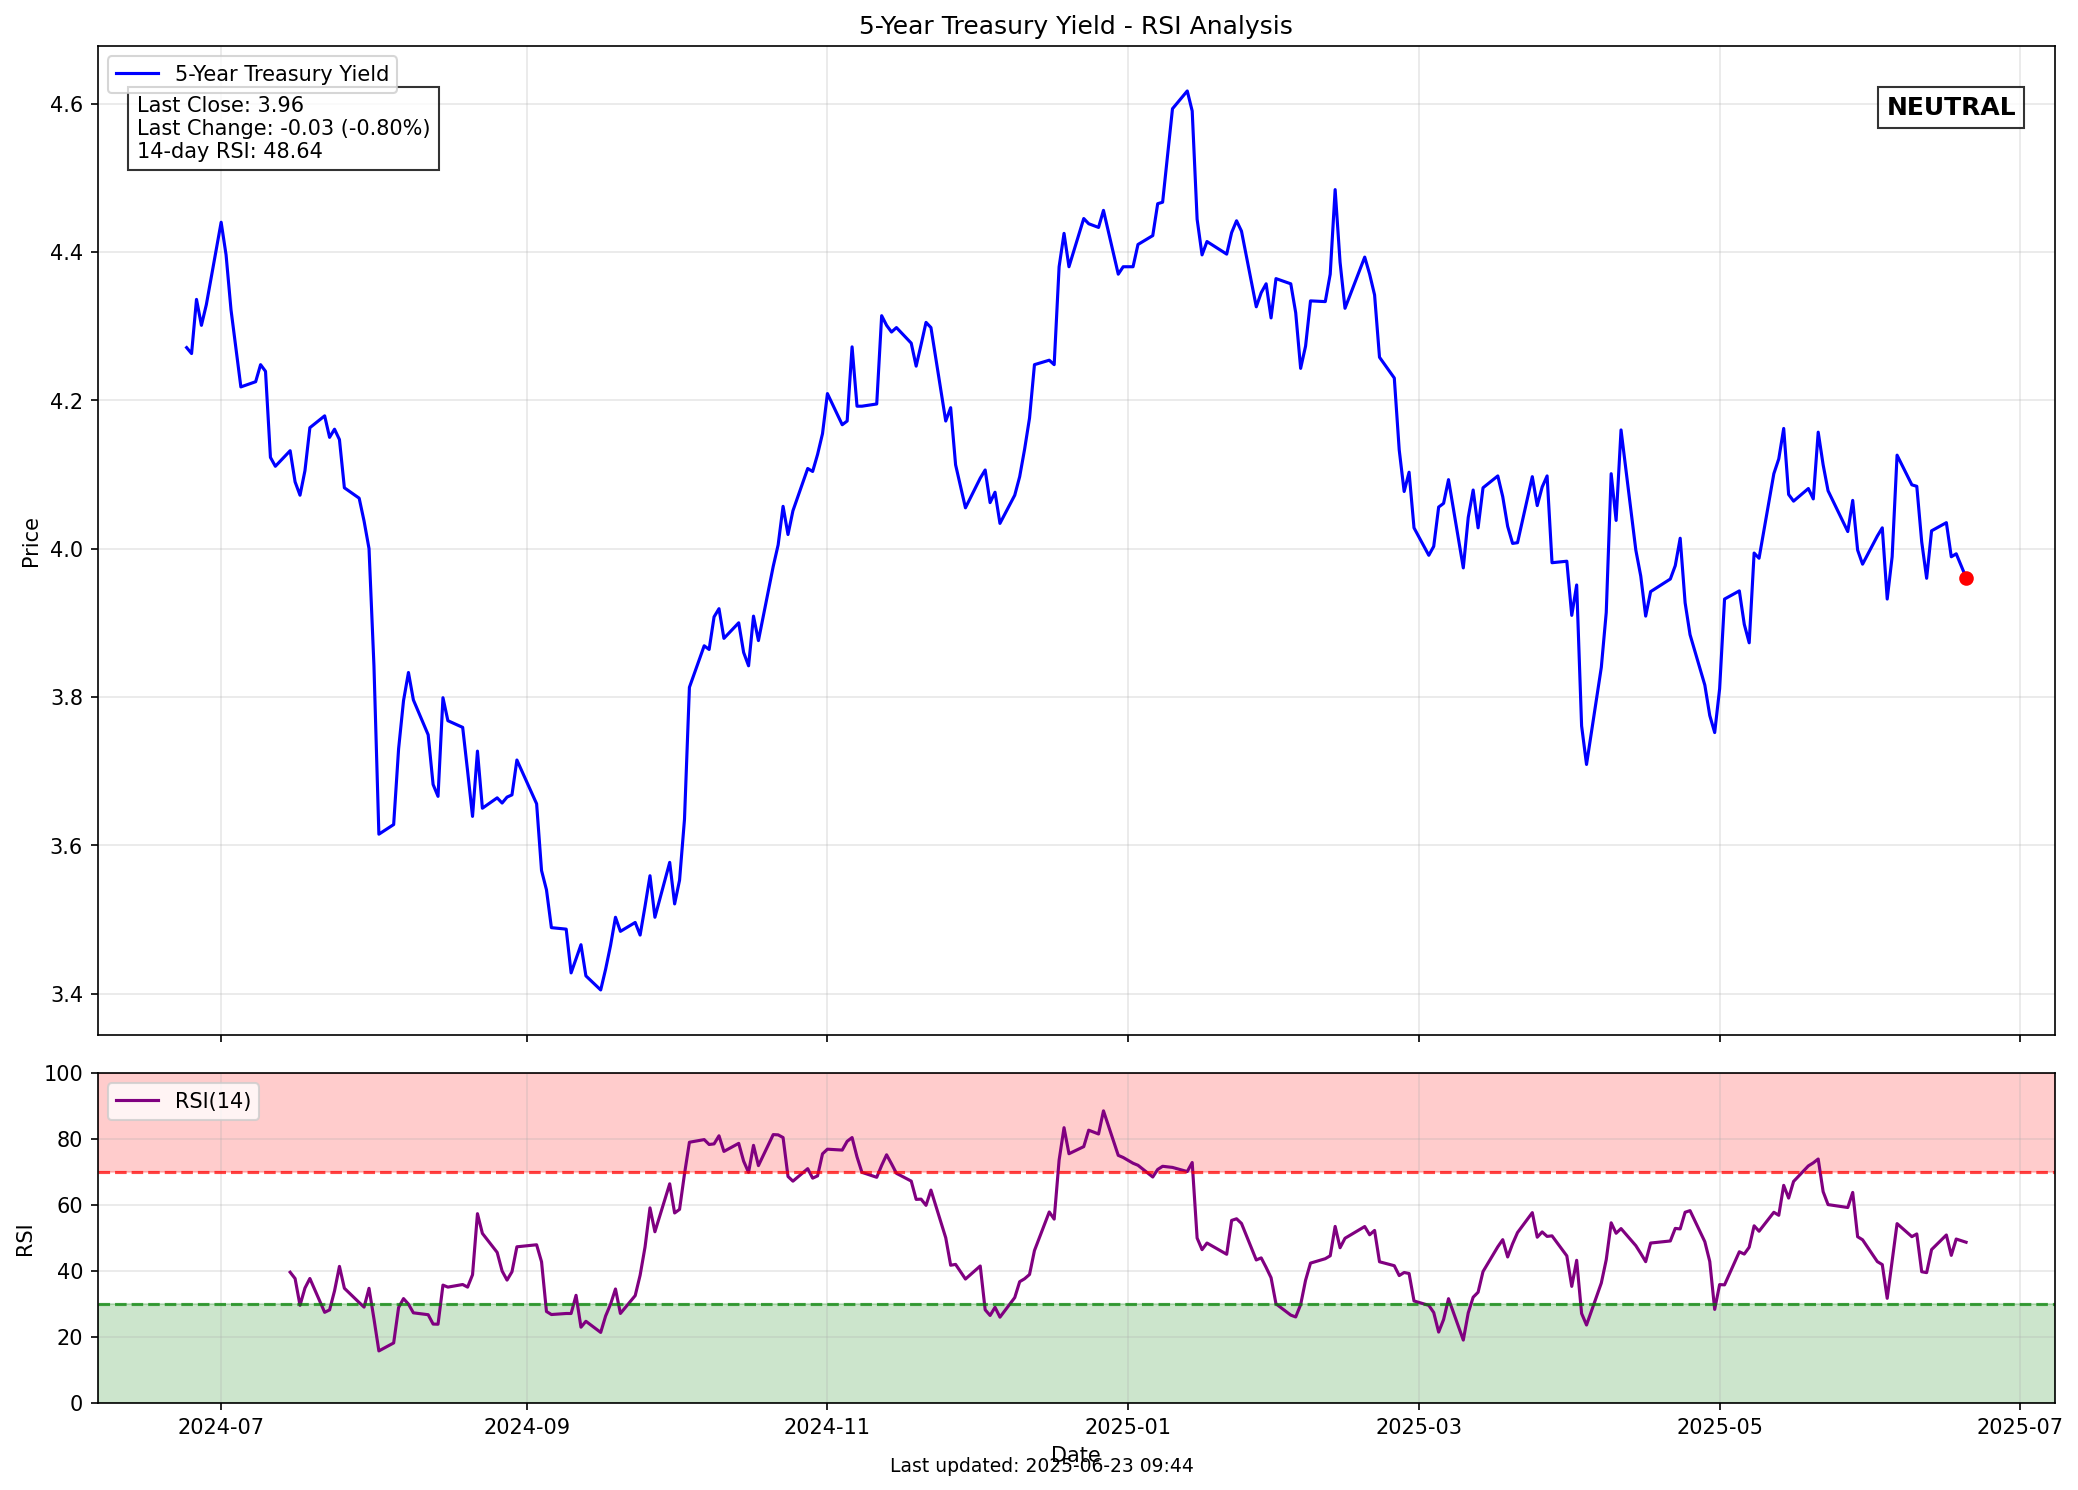 5-Year Treasury Yield - RSI Analysis
5-Year Treasury Yield
Last Close: 3.96
Last Change: -0.03 (-0.80%)
14-day RSI: 48.64
NEUTRAL
4.6
4.4
4.2
4.0
3.8
3.6
3.4
Price
RSI(14)
100
80
60
40
20
0
RSI
2024-07
2024-09
2024-11
2025-01
2025-03
2025-05
2025-07
Date
Last updated: 2025-06-23 09:44